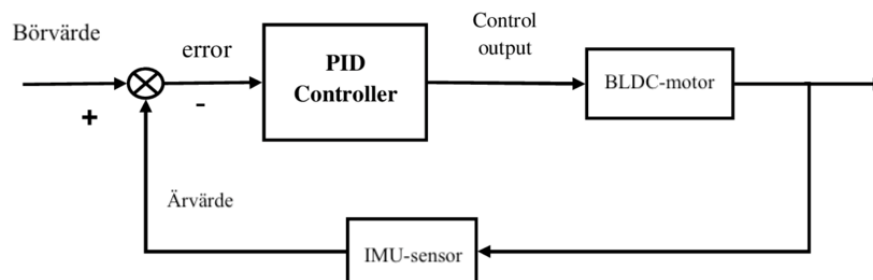 Börvärde
error
PID
Controller
Control
output
BLDC-motor
+
-
Ärvärde
IMU-sensor